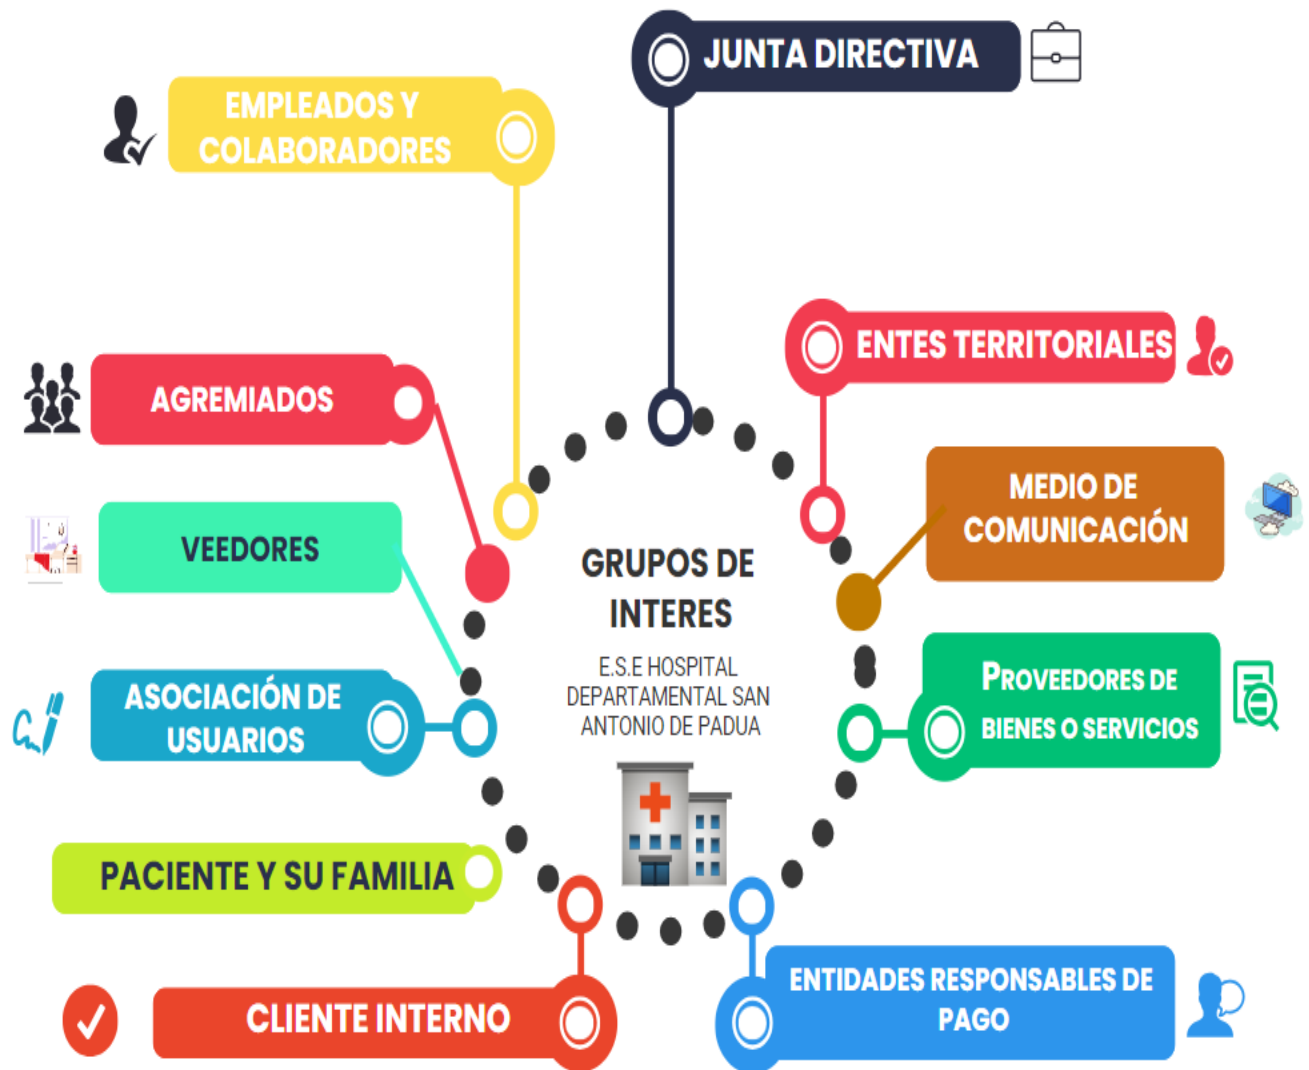 JUNTA DIRECTIVA
EMPLEADOS Y
COLABORADORES
ENTES TERRITORIALES
AGREMIADOS
MEDIO DE
COMUNICACIÓN
VEEDORES
GRUPOS DE
INTERES
E.S.E HOSPITAL
DEPARTAMENTAL SAN
ANTONIO DE PADUA
PROVEEDORES DE
BIENES O SERVICIOS
ASOCIACIÓN DE
USUARIOS
PACIENTE Y SU FAMILIA
CLIENTE INTERNO
ENTIDADES RESPONSABLES DE
PAGO